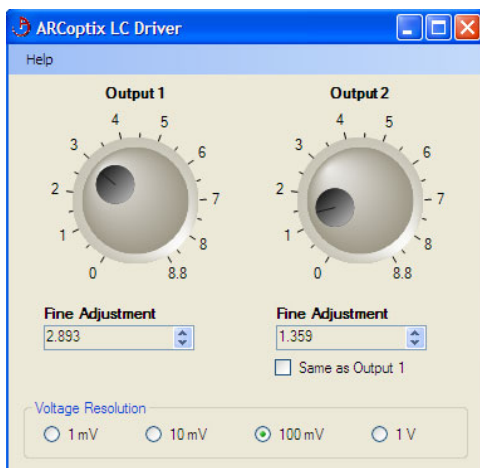 ARCoptix LC Driver
Help
Output 1
Output 2
0 1 2 3 4 5 6 7 8 8.8
0 1 2 3 4 5 6 7 8 8.8
Fine Adjustment
Fine Adjustment
2.893
1.359
Same as Output 1
Voltage Resolution
1 mV
10 mV
100 mV
1 V